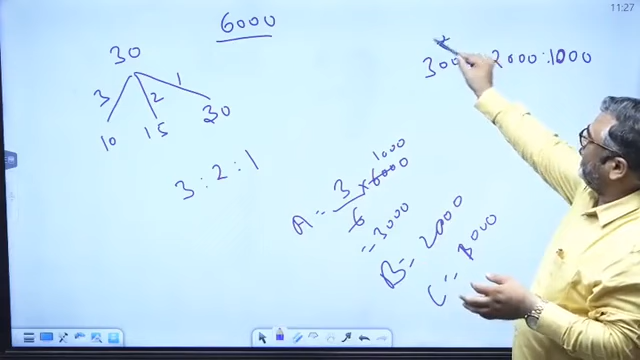 11:27
6000
30
3 2 1
10 15 30
3 : 2 : 1
3000 2000 : 1000
A = 3/6 × 6000 1000
= 3000
B = 2000
C = 1000